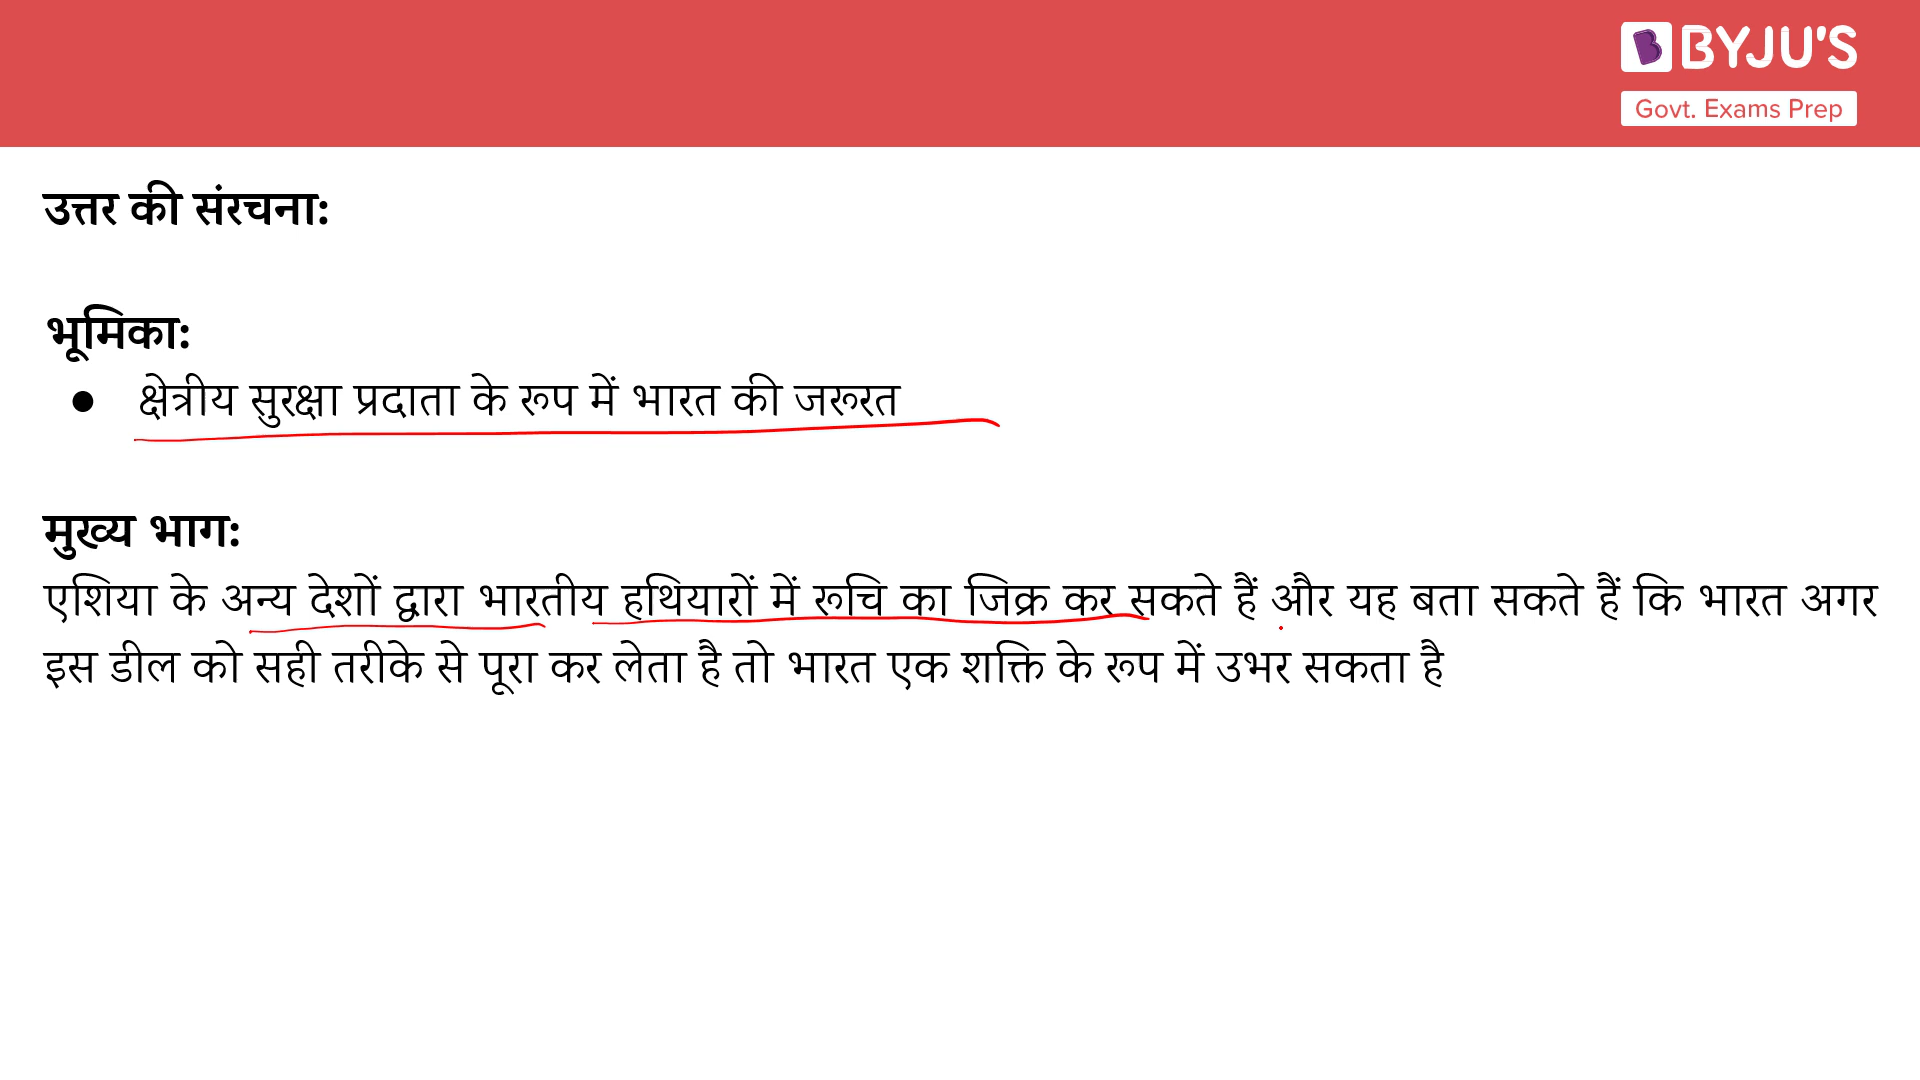 BYJU'S
Govt. Exams Prep
उत्तर की संरचना:
भूमिका:
● क्षेत्रीय सुरक्षा प्रदाता के रूप में भारत की जरूरत
मुख्य भाग:
एशिया के अन्य देशों द्वारा भारतीय हथियारों में रूचि का जिक्र कर सकते हैं और यह बता सकते हैं कि भारत अगर
इस डील को सही तरीके से पूरा कर लेता है तो भारत एक शक्ति के रूप में उभर सकता है